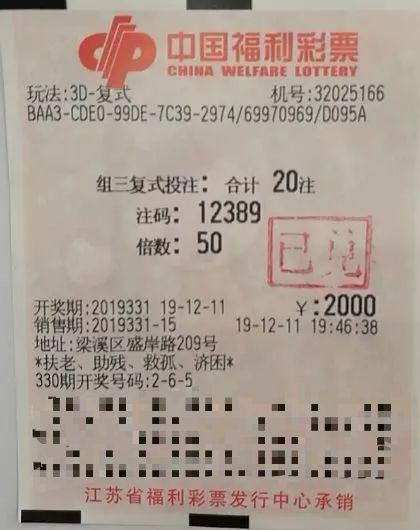 中国福利彩票
CHINA WELFARE LOTTERY
玩法:3D-复式 机号:32025166
BAA3-CDE0-99DE-7C39-2974/69970969/D095A
组三复式投注: 合计 20注
注码: 12389
倍数: 50
已兑
开奖期:2019331 19-12-11 ¥:2000
销售期:2019331-15 19-12-11 19:46:38
地址:梁溪区盛岸路209号
*扶老、助残、救孤、济困*
330期开奖号码:2-6-5
江苏省福利彩票发行中心承销